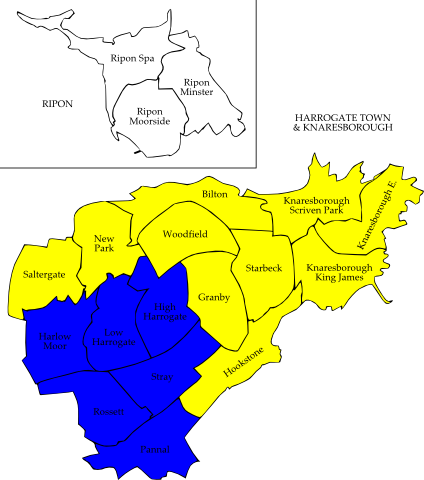 Ripon Spa
Ripon
Minster
RIPON
Ripon
Moorside
HARROGATE TOWN
& KNARESBOROUGH
Bilton
Knaresborough
Scriven Park
Knaresborough E.
New
Park
Woodfield
Saltergate
Starbeck
Knaresborough
King James
Granby
High
Harrogate
Low
Harrogate
Harlow
Moor
Hookstone
Stray
Rossett
Pannal